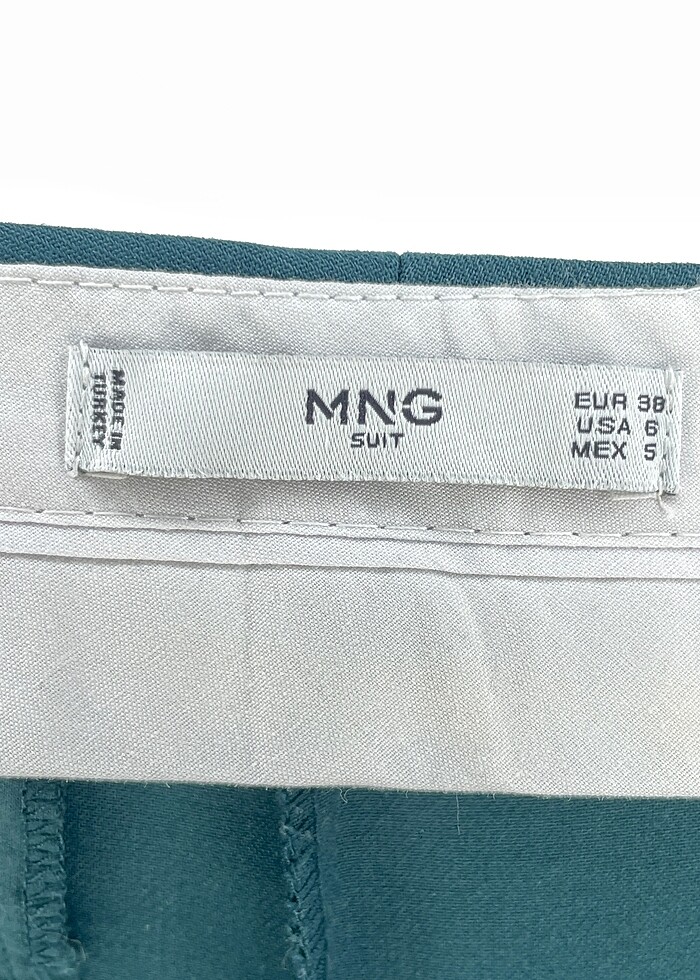 MADE IN
TURKEY
MNG
SUIT
EUR 38
USA 6
MEX 5